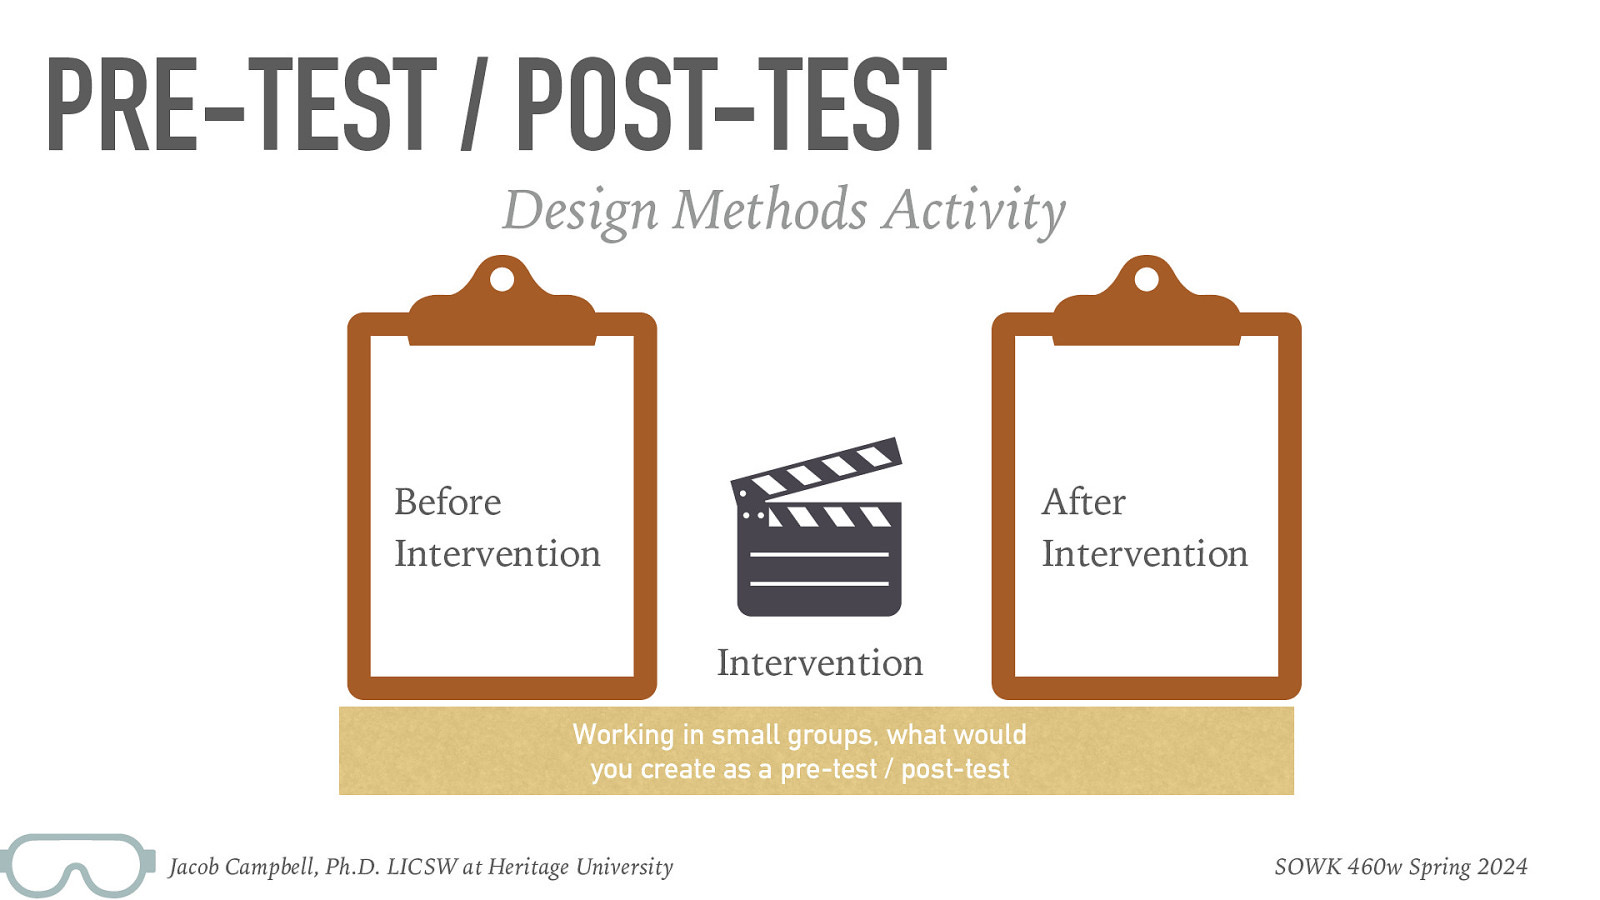 PRE-TEST / POST-TEST
Design Methods Activity
Before
Intervention
Intervention
After
Intervention
Working in small groups, what would
you create as a pre-test / post-test
Jacob Campbell, Ph.D. LICSW at Heritage University
SOWK 460w Spring 2024